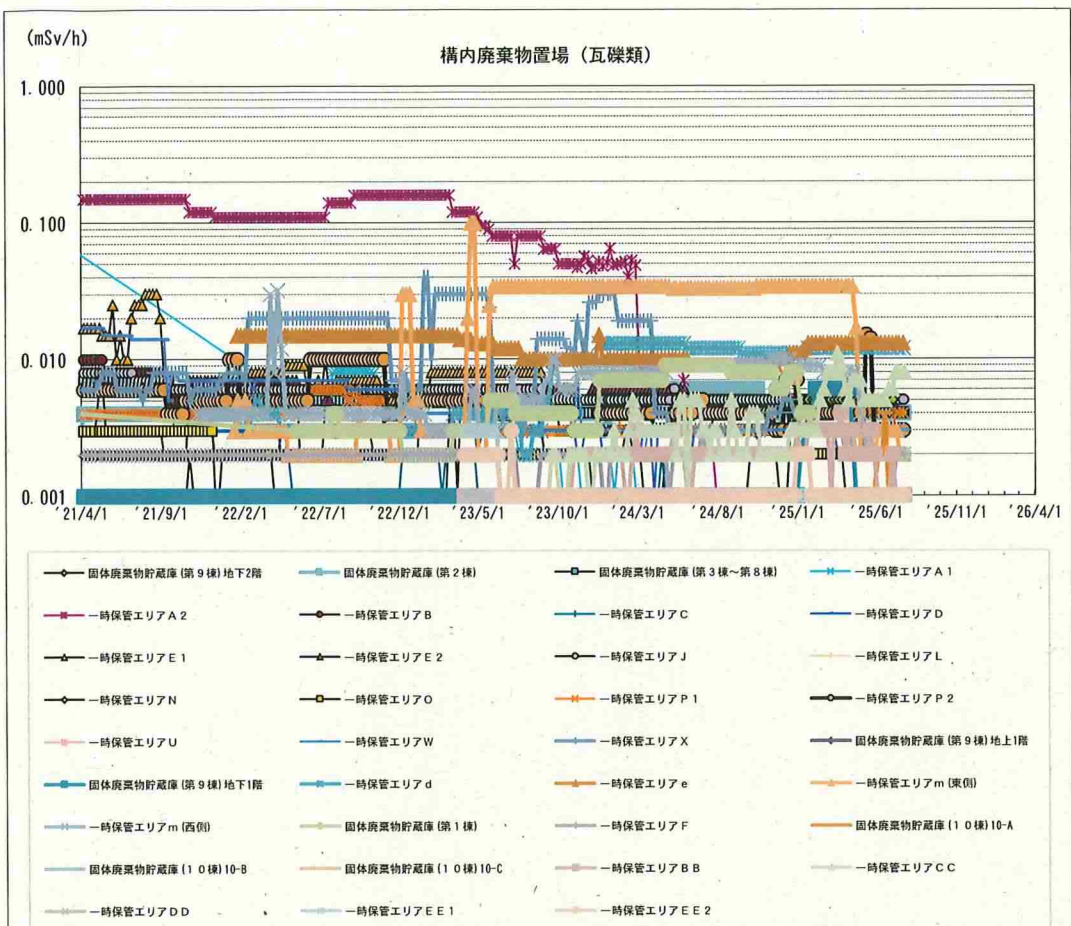 (mSv/h)
構内廃棄物置場 (瓦礫類)
1.000
0.100
0.010
0.001
'21/4/1 '21/9/1 '22/2/1 '22/7/1 '22/12/1 '23/5/1 '23/10/1 '24/3/1 '24/8/1 '25/1/1 '25/6/1 '25/11/1 '26/4/1
固体廃棄物貯蔵庫(第9棟)地下2階 固体廃棄物貯蔵庫(第2棟) 固体廃棄物貯蔵庫(第3棟～第8棟) 一時保管エリアA1
一時保管エリアA2 一時保管エリアB 一時保管エリアC 一時保管エリアD
一時保管エリアE1 一時保管エリアE2 一時保管エリアJ 一時保管エリアL
一時保管エリアN 一時保管エリアO 一時保管エリアP1 一時保管エリアP2
一時保管エリアU 一時保管エリアW 一時保管エリアX 固体廃棄物貯蔵庫(第9棟)地上1階
固体廃棄物貯蔵庫(第9棟)地下1階 一時保管エリアd 一時保管エリアe 一時保管エリアm(東側)
一時保管エリアm(西側) 固体廃棄物貯蔵庫(第1棟) 一時保管エリアF 固体廃棄物貯蔵庫(10棟)10-A
固体廃棄物貯蔵庫(10棟)10-B 固体廃棄物貯蔵庫(10棟)10-C 一時保管エリアBB 一時保管エリアCC
一時保管エリアDD 一時保管エリアEE1 一時保管エリアEE2